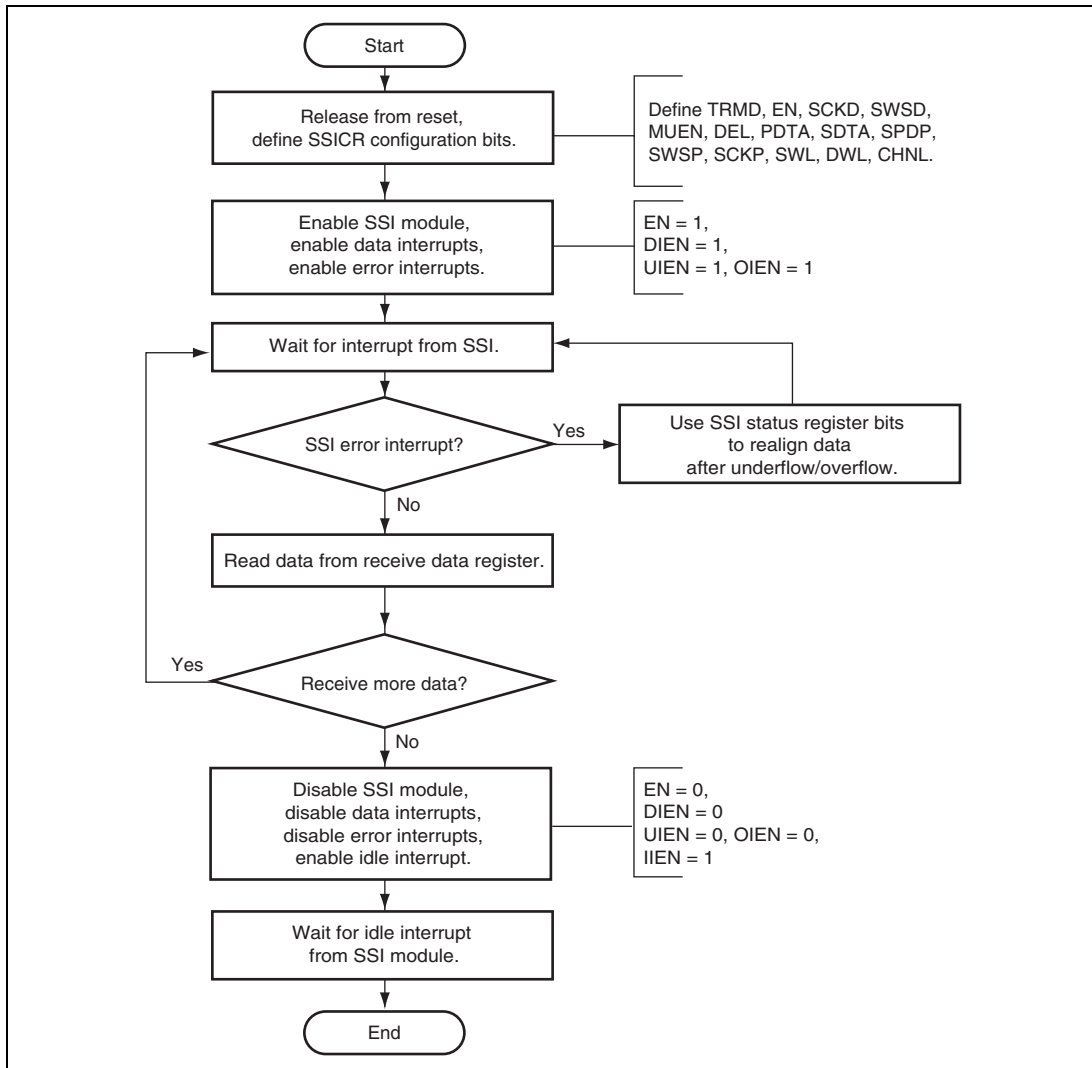 Start
Release from reset,
define SSICR configuration bits.
Define TRMD, EN, SCKD, SWSD,
MUEN, DEL, PDTA, SDTA, SPDP,
SWSP, SCKP, SWL, DWL, CHNL.
Enable SSI module,
enable data interrupts,
enable error interrupts.
EN = 1,
DIEN = 1,
UIEN = 1, OIEN = 1
Wait for interrupt from SSI.
SSI error interrupt?
Yes
Use SSI status register bits
to realign data
after underflow/overflow.
No
Read data from receive data register.
Yes
Receive more data?
No
Disable SSI module,
disable data interrupts,
disable error interrupts,
enable idle interrupt.
EN = 0,
DIEN = 0
UIEN = 0, OIEN = 0,
IIEN = 1
Wait for idle interrupt
from SSI module.
End